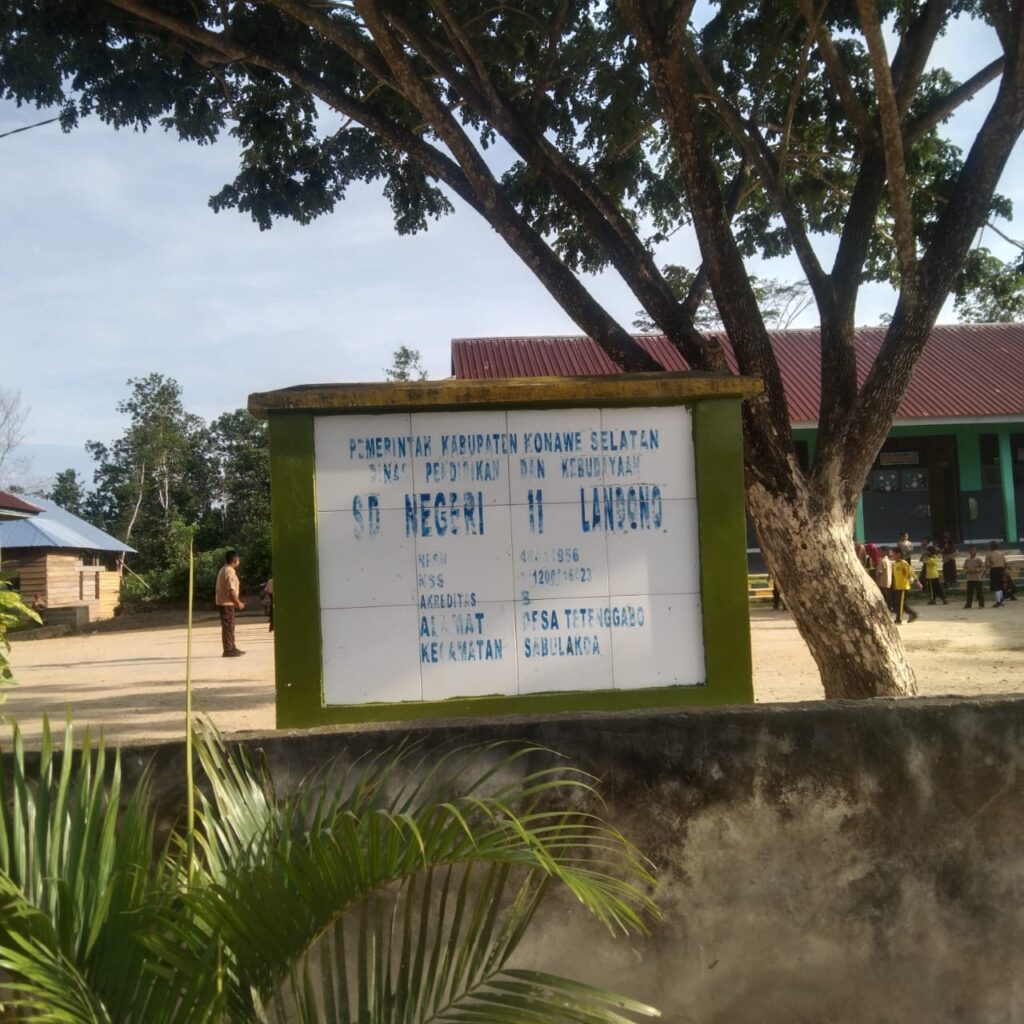 PEMERINTAH KABUPATEN KONAWE SELATAN
DINAS PENDIDIKAN DAN KEBUDAYAAN
SD NEGERI 11 LANDONO
NPSN
NSS
AKREDITAS B
ALAMAT DESA TETENGGABO
KECAMATAN SABULAKOA